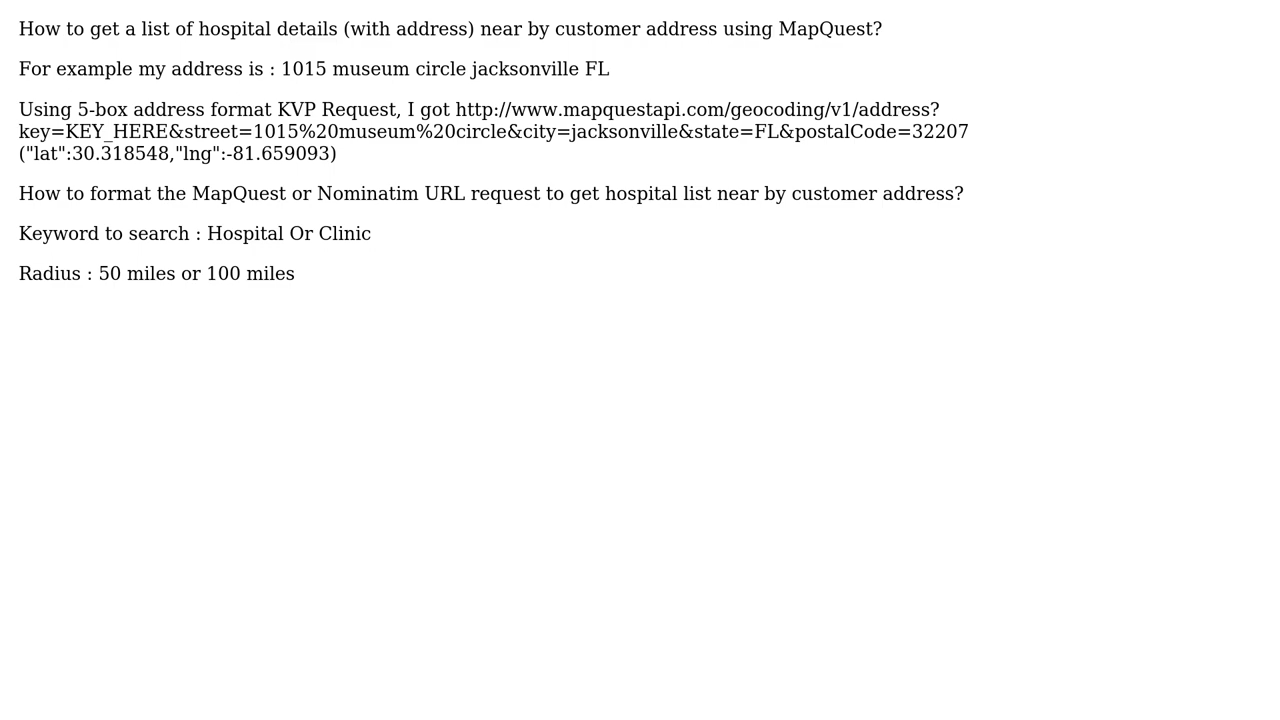 How to get a list of hospital details (with address) near by customer address using MapQuest?
For example my address is : 1015 museum circle jacksonville FL
Using 5-box address format KVP Request, I got http://www.mapquestapi.com/geocoding/v1/address?
key=KEY_HERE&street=1015%20museum%20circle&city=jacksonville&state=FL&postalCode=32207
("lat":30.318548,"lng":-81.659093)
How to format the MapQuest or Nominatim URL request to get hospital list near by customer address?
Keyword to search : Hospital Or Clinic
Radius : 50 miles or 100 miles